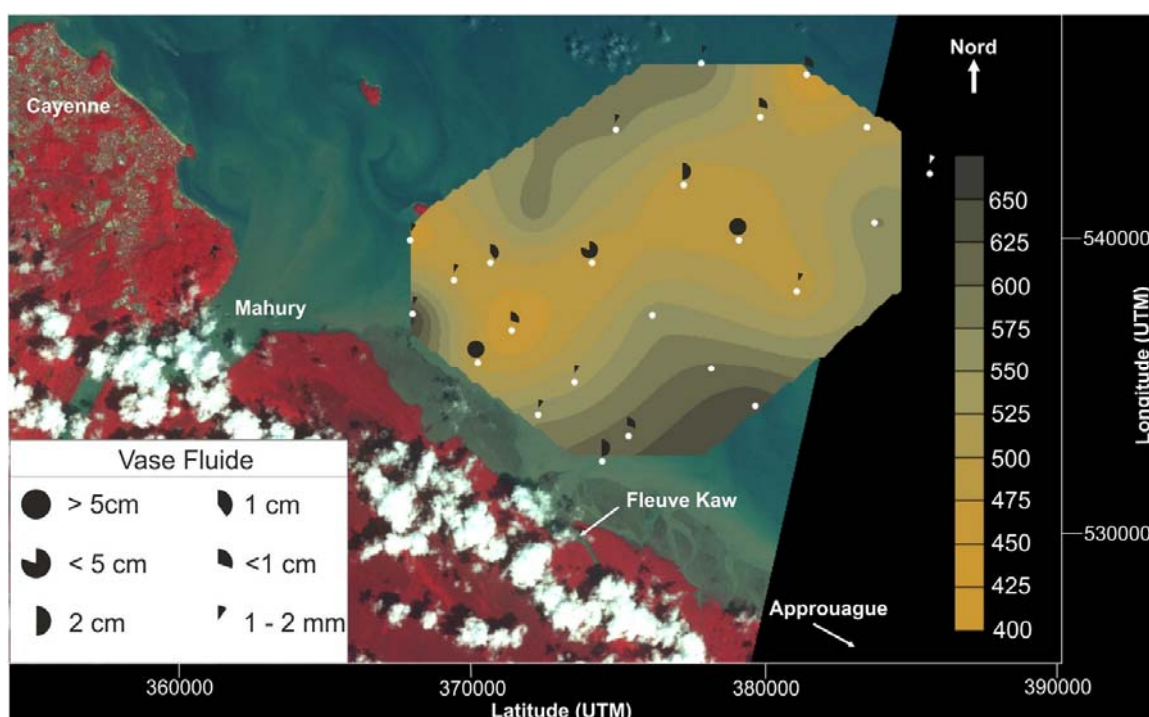 Nord
Cayenne
Mahury
Fleuve Kaw
Approuague
Vase Fluide
> 5cm
1 cm
< 5 cm
<1 cm
2 cm
1 - 2 mm
650
625
600
575
550
525
500
475
450
425
400
540000
530000
Longitude (UTM)
360000
370000
380000
390000
Latitude (UTM)